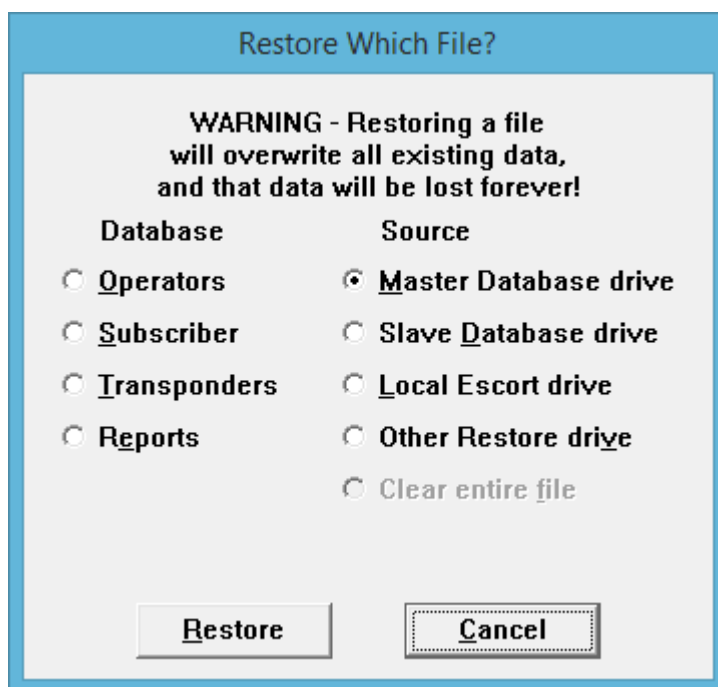 Restore Which File?
WARNING - Restoring a file
will overwrite all existing data,
and that data will be lost forever!
Database Source
Operators Master Database drive
Subscriber Slave Database drive
Transponders Local Escort drive
Reports Other Restore drive
Clear entire file
Restore Cancel